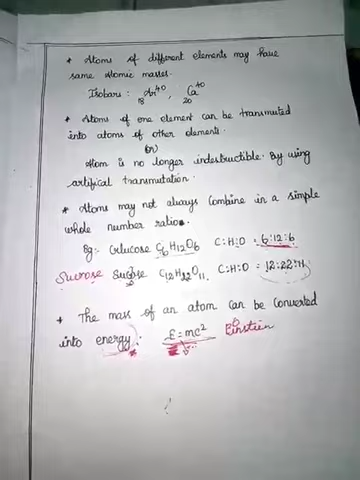 * Atoms of different elements may have
same atomic masses.
Isobars : ₁₈Ar⁴⁰, ₂₀Ca⁴⁰
* Atoms of one element can be transmuted
into atoms of other elements.
(or)
Atom is no longer indestructible. By using
artifical transmutation.
* Atoms may not always combine in a simple
whole number ratio.
Eg: Glucose C₆H₁₂O₆ C:H:O = 6:12:6
Sucrose C₁₂H₂₂O₁₁ C:H:O = 12:22:11
* The mass of an atom can be converted
into energy. E=mc² Einstein